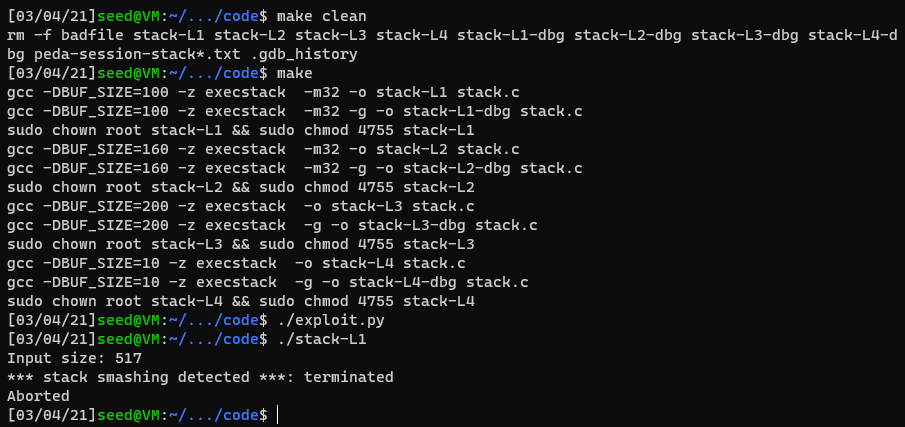 [03/04/21]seed@VM:~/.../code$ make clean
rm -f badfile stack-L1 stack-L2 stack-L3 stack-L4 stack-L1-dbg stack-L2-dbg stack-L3-dbg stack-L4-d
bg peda-session-stack*.txt .gdb_history
[03/04/21]seed@VM:~/.../code$ make
gcc -DBUF_SIZE=100 -z execstack  -m32 -o stack-L1 stack.c
gcc -DBUF_SIZE=100 -z execstack  -m32 -g -o stack-L1-dbg stack.c
sudo chown root stack-L1 && sudo chmod 4755 stack-L1
gcc -DBUF_SIZE=160 -z execstack  -m32 -o stack-L2 stack.c
gcc -DBUF_SIZE=160 -z execstack  -m32 -g -o stack-L2-dbg stack.c
sudo chown root stack-L2 && sudo chmod 4755 stack-L2
gcc -DBUF_SIZE=200 -z execstack  -o stack-L3 stack.c
gcc -DBUF_SIZE=200 -z execstack  -g -o stack-L3-dbg stack.c
sudo chown root stack-L3 && sudo chmod 4755 stack-L3
gcc -DBUF_SIZE=10 -z execstack  -o stack-L4 stack.c
gcc -DBUF_SIZE=10 -z execstack  -g -o stack-L4-dbg stack.c
sudo chown root stack-L4 && sudo chmod 4755 stack-L4
[03/04/21]seed@VM:~/.../code$ ./exploit.py
[03/04/21]seed@VM:~/.../code$ ./stack-L1
Input size: 517
*** stack smashing detected ***: terminated
Aborted
[03/04/21]seed@VM:~/.../code$